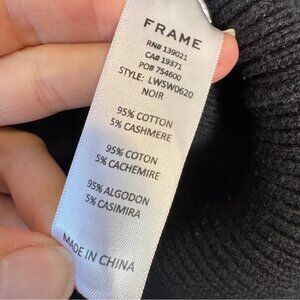 FRAME
RN# 139021
CA# 19371
PO# 754600
STYLE: LWSW0620
NOIR
95% COTTON
5% CASHMERE
95% COTON
5% CACHEMIRE
95% ALGODON
5% CASIMIRA
MADE IN CHINA